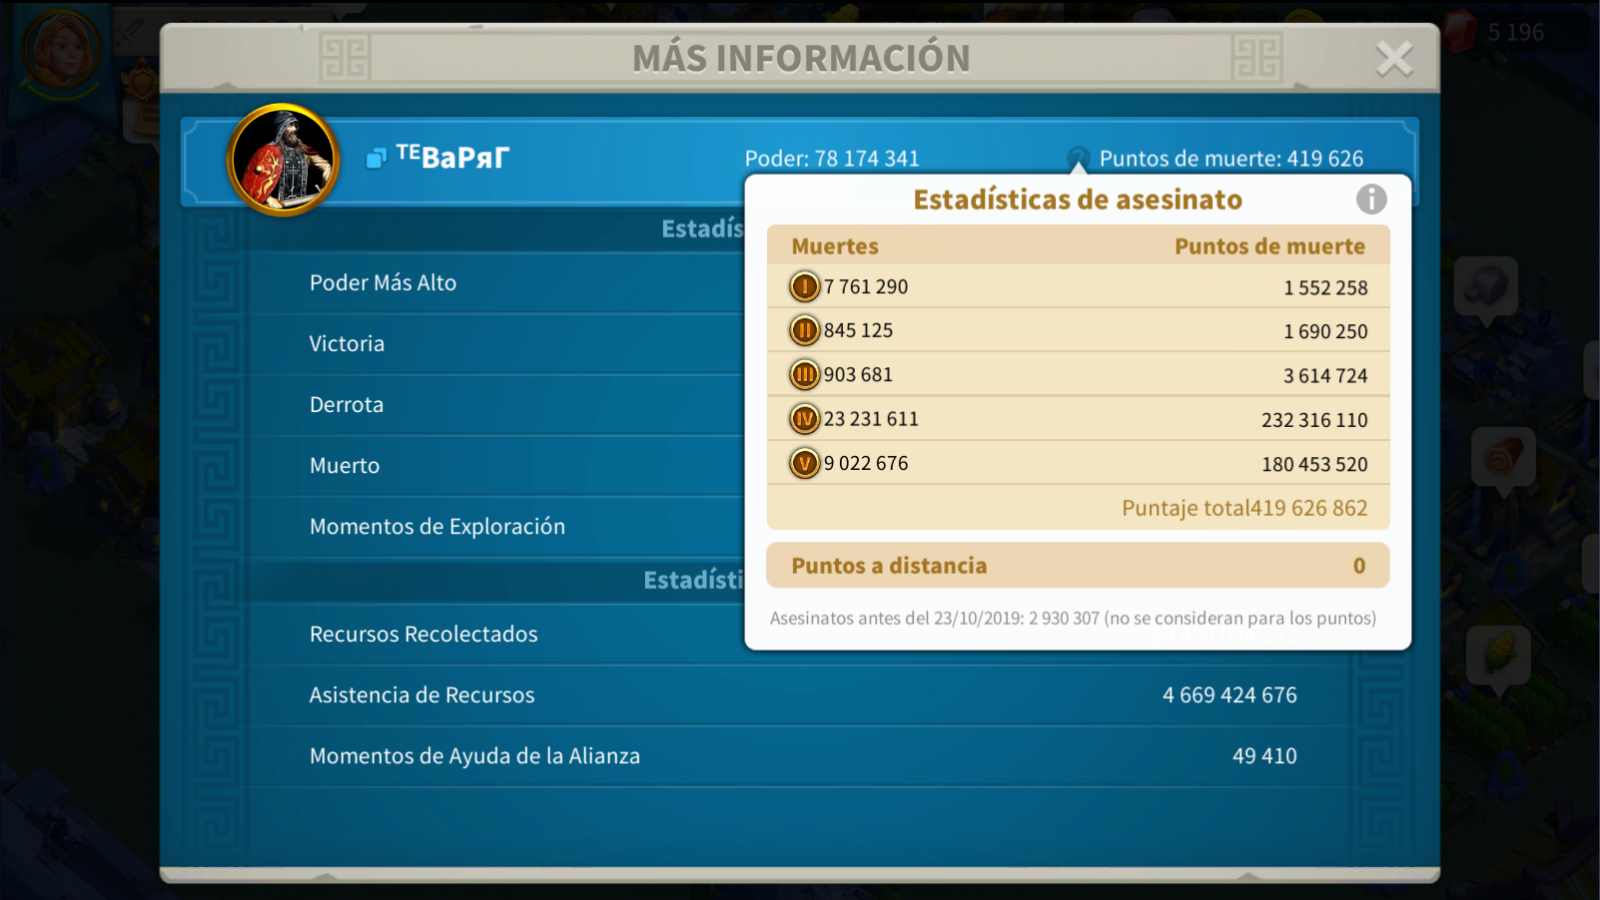 5 196
MÁS INFORMACIÓN
ᵀᴱВаРяГ
Poder: 78 174 341
Puntos de muerte: 419 626
Estadís
Estadísticas de asesinato
Muertes Puntos de muerte
I 7 761 290 1 552 258
II 845 125 1 690 250
III 903 681 3 614 724
IV 23 231 611 232 316 110
V 9 022 676 180 453 520
Puntaje total419 626 862
Puntos a distancia 0
Asesinatos antes del 23/10/2019: 2 930 307 (no se consideran para los puntos)
Poder Más Alto
Victoria
Derrota
Muerto
Momentos de Exploración
Estadísti
Recursos Recolectados
Asistencia de Recursos 4 669 424 676
Momentos de Ayuda de la Alianza 49 410